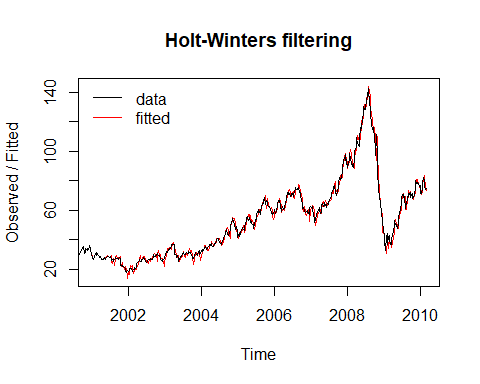 Holt-Winters filtering
data
fitted
Observed / Fitted
140
100
60
20
2002 2004 2006 2008 2010
Time